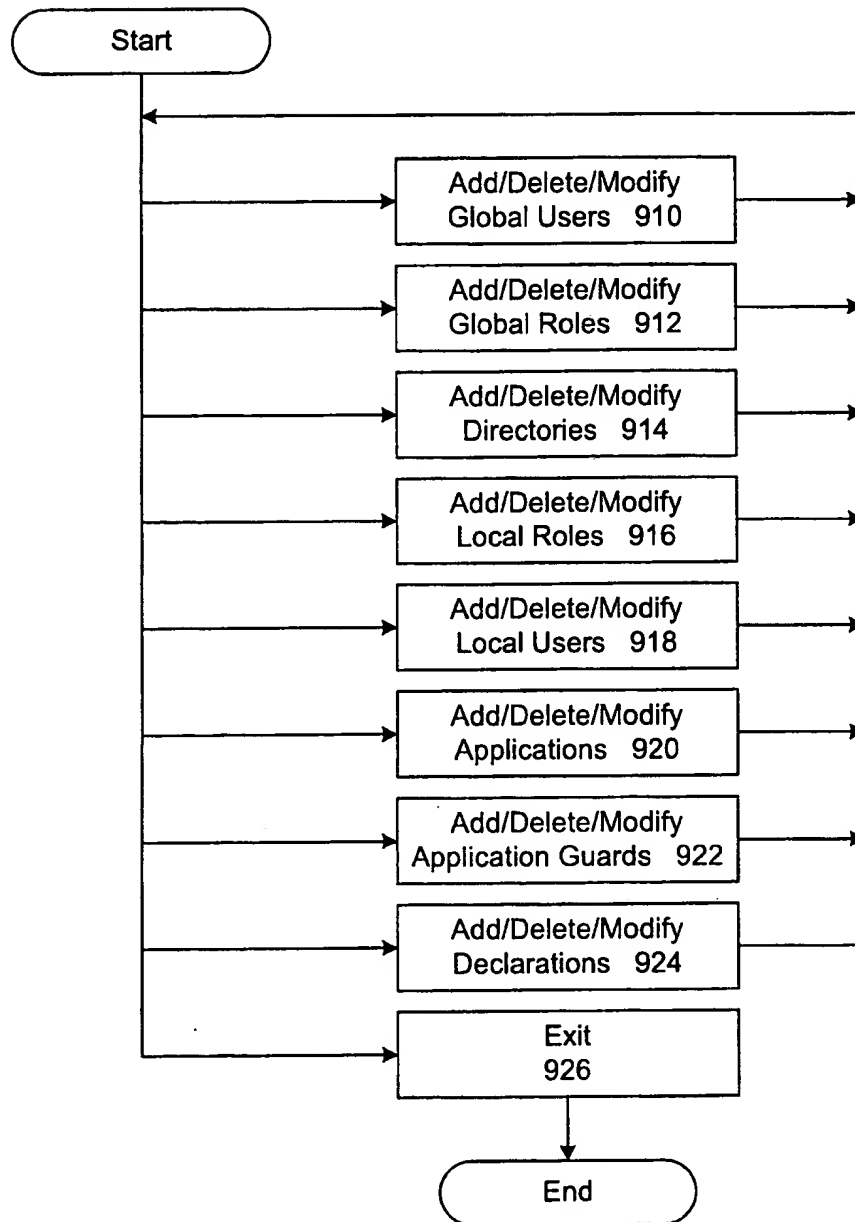 Start
Add/Delete/Modify
Global Users 910
Add/Delete/Modify
Global Roles 912
Add/Delete/Modify
Directories 914
Add/Delete/Modify
Local Roles 916
Add/Delete/Modify
Local Users 918
Add/Delete/Modify
Applications 920
Add/Delete/Modify
Application Guards 922
Add/Delete/Modify
Declarations 924
Exit
926
End